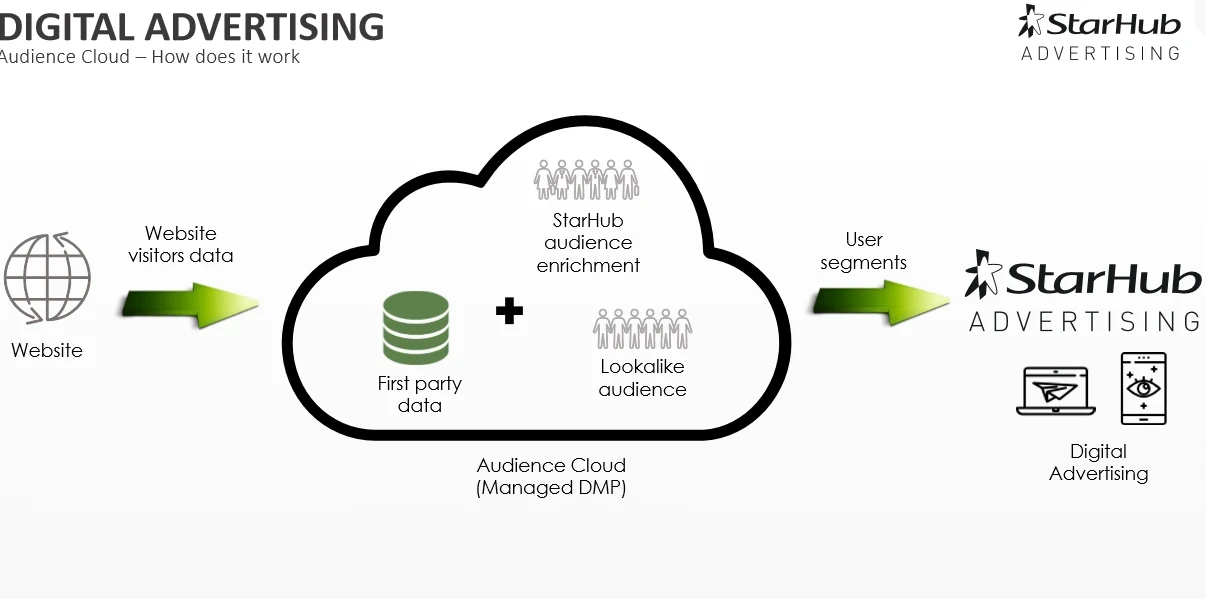 DIGITAL ADVERTISING
Audience Cloud – How does it work
StarHub
ADVERTISING
Website
visitors data
Website
StarHub
audience
enrichment
First party
data
Lookalike
audience
Audience Cloud
(Managed DMP)
User
segments
StarHub
ADVERTISING
Digital
Advertising